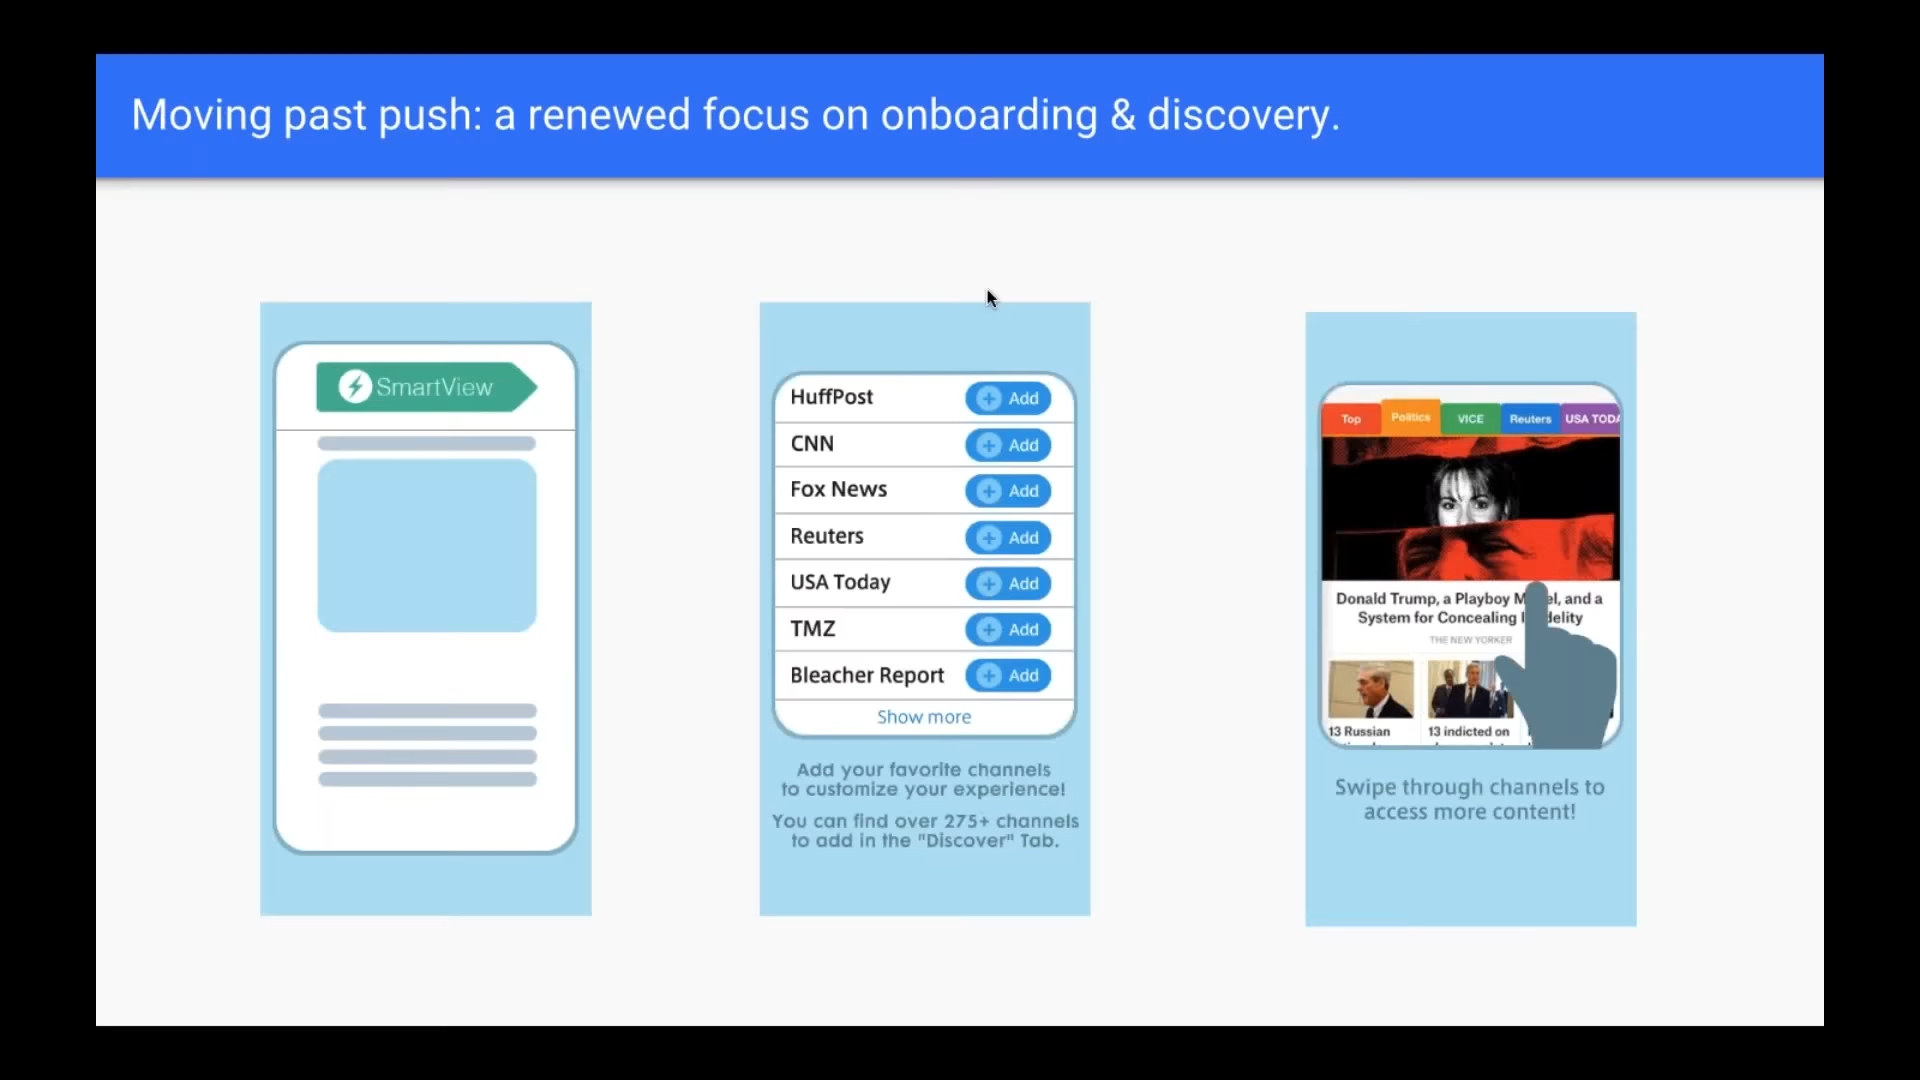 Moving past push: a renewed focus on onboarding & discovery.
SmartView
HuffPost Add
CNN Add
Fox News Add
Reuters Add
USA Today Add
TMZ Add
Bleacher Report Add
Show more
Add your favorite channels
to customize your experience!
You can find over 275+ channels
to add in the "Discover" Tab.
Top Politics VICE Reuters USA TODA
Donald Trump, a Playboy M el, and a
System for Concealing I delity
THE NEW YORKER
13 Russian 13 indicted on
Swipe through channels to
access more content!